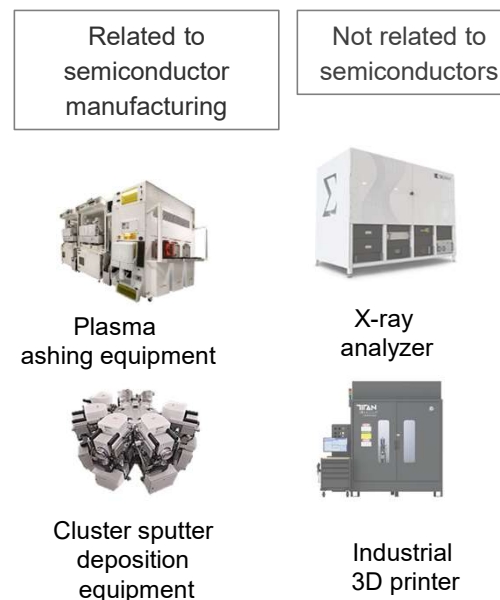 Related to
semiconductor
manufacturing
Not related to
semiconductors
Plasma
ashing equipment
X-ray
analyzer
Cluster sputter
deposition
equipment
TITAN
Industrial
3D printer